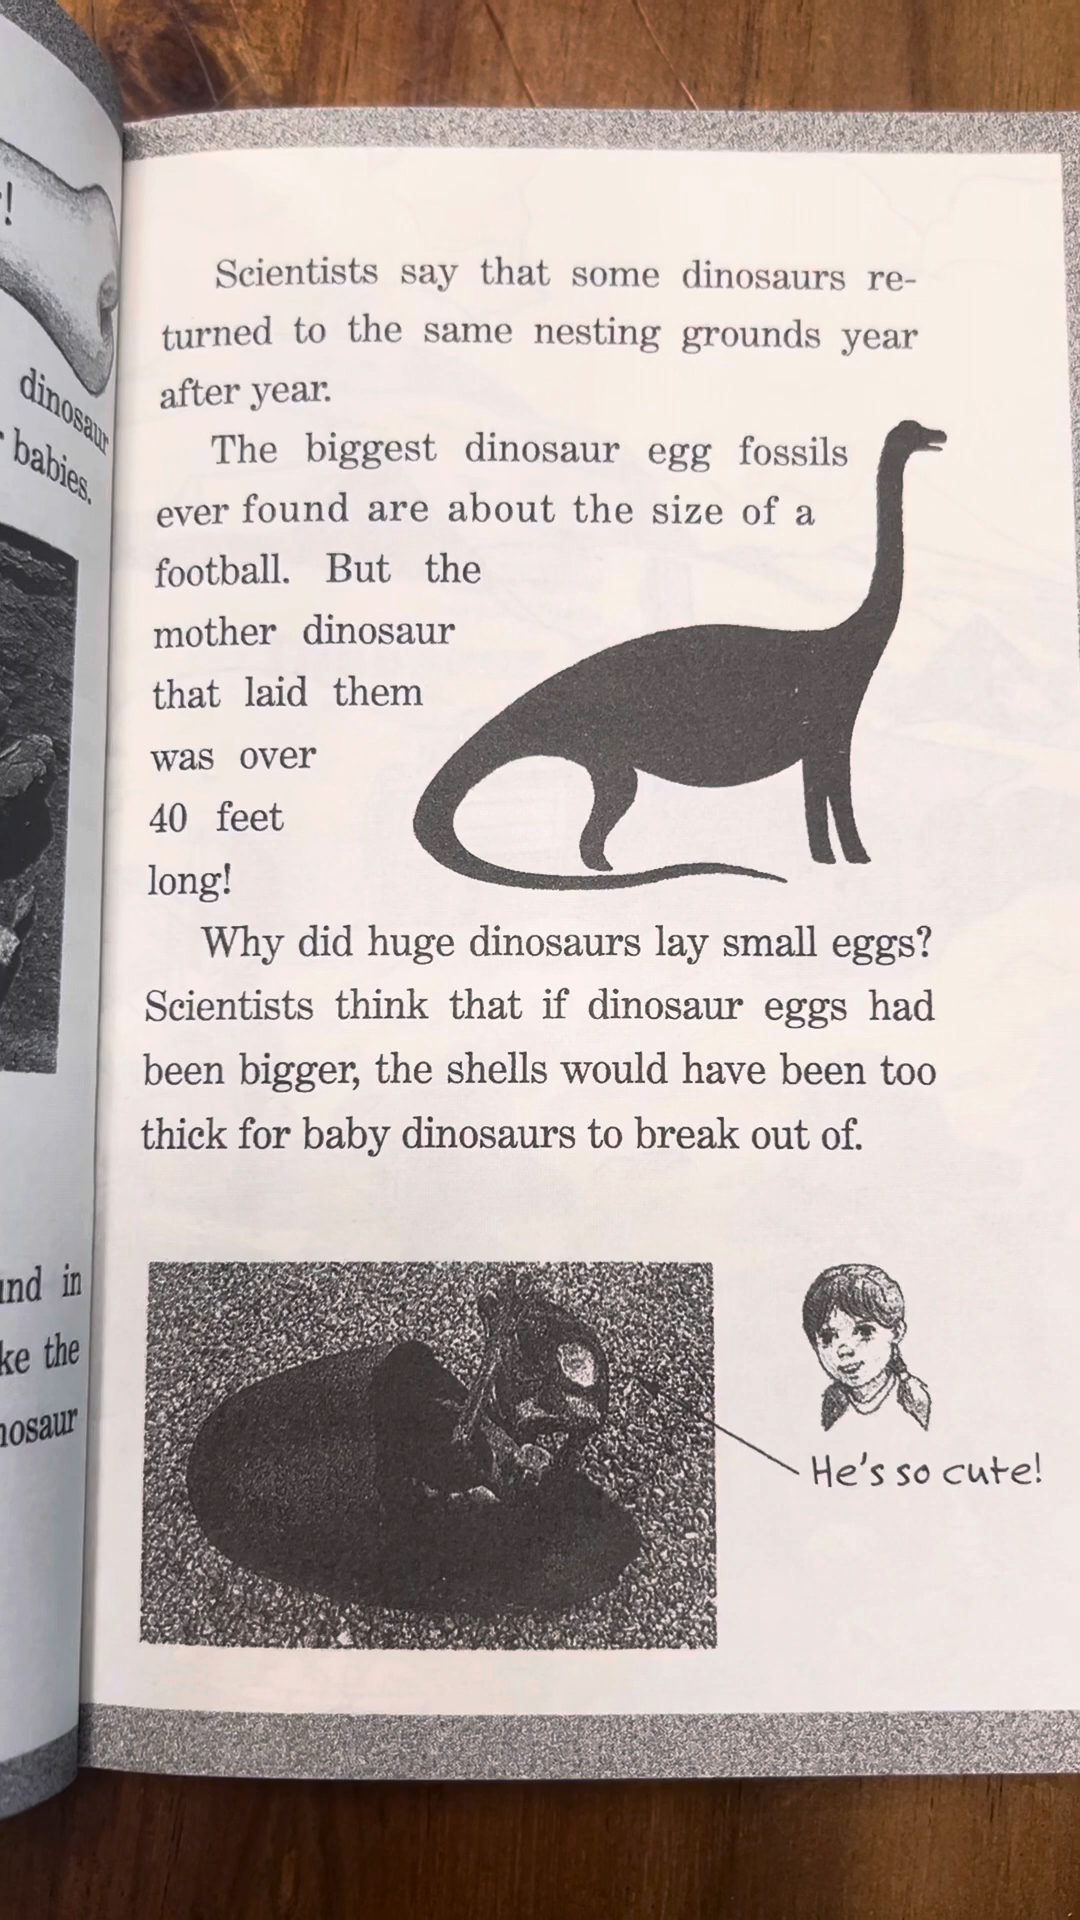 !
dinosaur
babies.
in
the
Scientists say that some dinosaurs re-
turned to the same nesting grounds year
after year.
The biggest dinosaur egg fossils
ever found are about the size of a
football. But the
mother dinosaur
that laid them
was over
40 feet
long!
Why did huge dinosaurs lay small eggs?
Scientists think that if dinosaur eggs had
been bigger, the shells would have been too
thick for baby dinosaurs to break out of.
He's so cute!